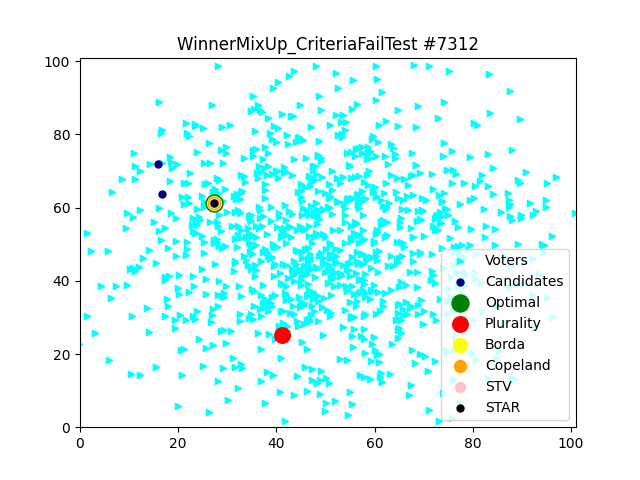 WinnerMixUp_CriteriaFailTest #7312
100
80
60
40
20
0
0 20 40 60 80 100
Voters
Candidates
Optimal
Plurality
Borda
Copeland
STV
STAR